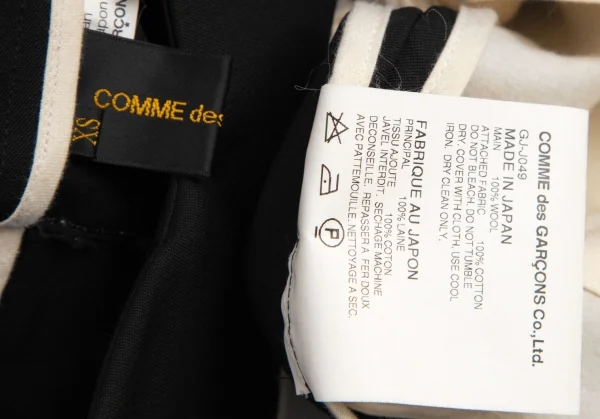 COMME des
XS
COMME des GARÇONS Co.,Ltd.
GJ-J049
MADE IN JAPAN
MAIN 100% WOOL
ATTACHED FABRIC 100% COTTON
DO NOT BLEACH. DO NOT TUMBLE
DRY. COVER WITH CLOTH. USE COOL
IRON. DRY CLEAN ONLY.
FABRIQUE AU JAPON
PRINCIPAL 100% LAINE
TISSU AJOUTE 100% COTON
JAVEL INTERDIT. SECHAGE MACHINE
DECONSEILLE. REPASSER A FER DOUX
AVEC PATTEMOUILLE. NETTOYAGE A SEC.
P